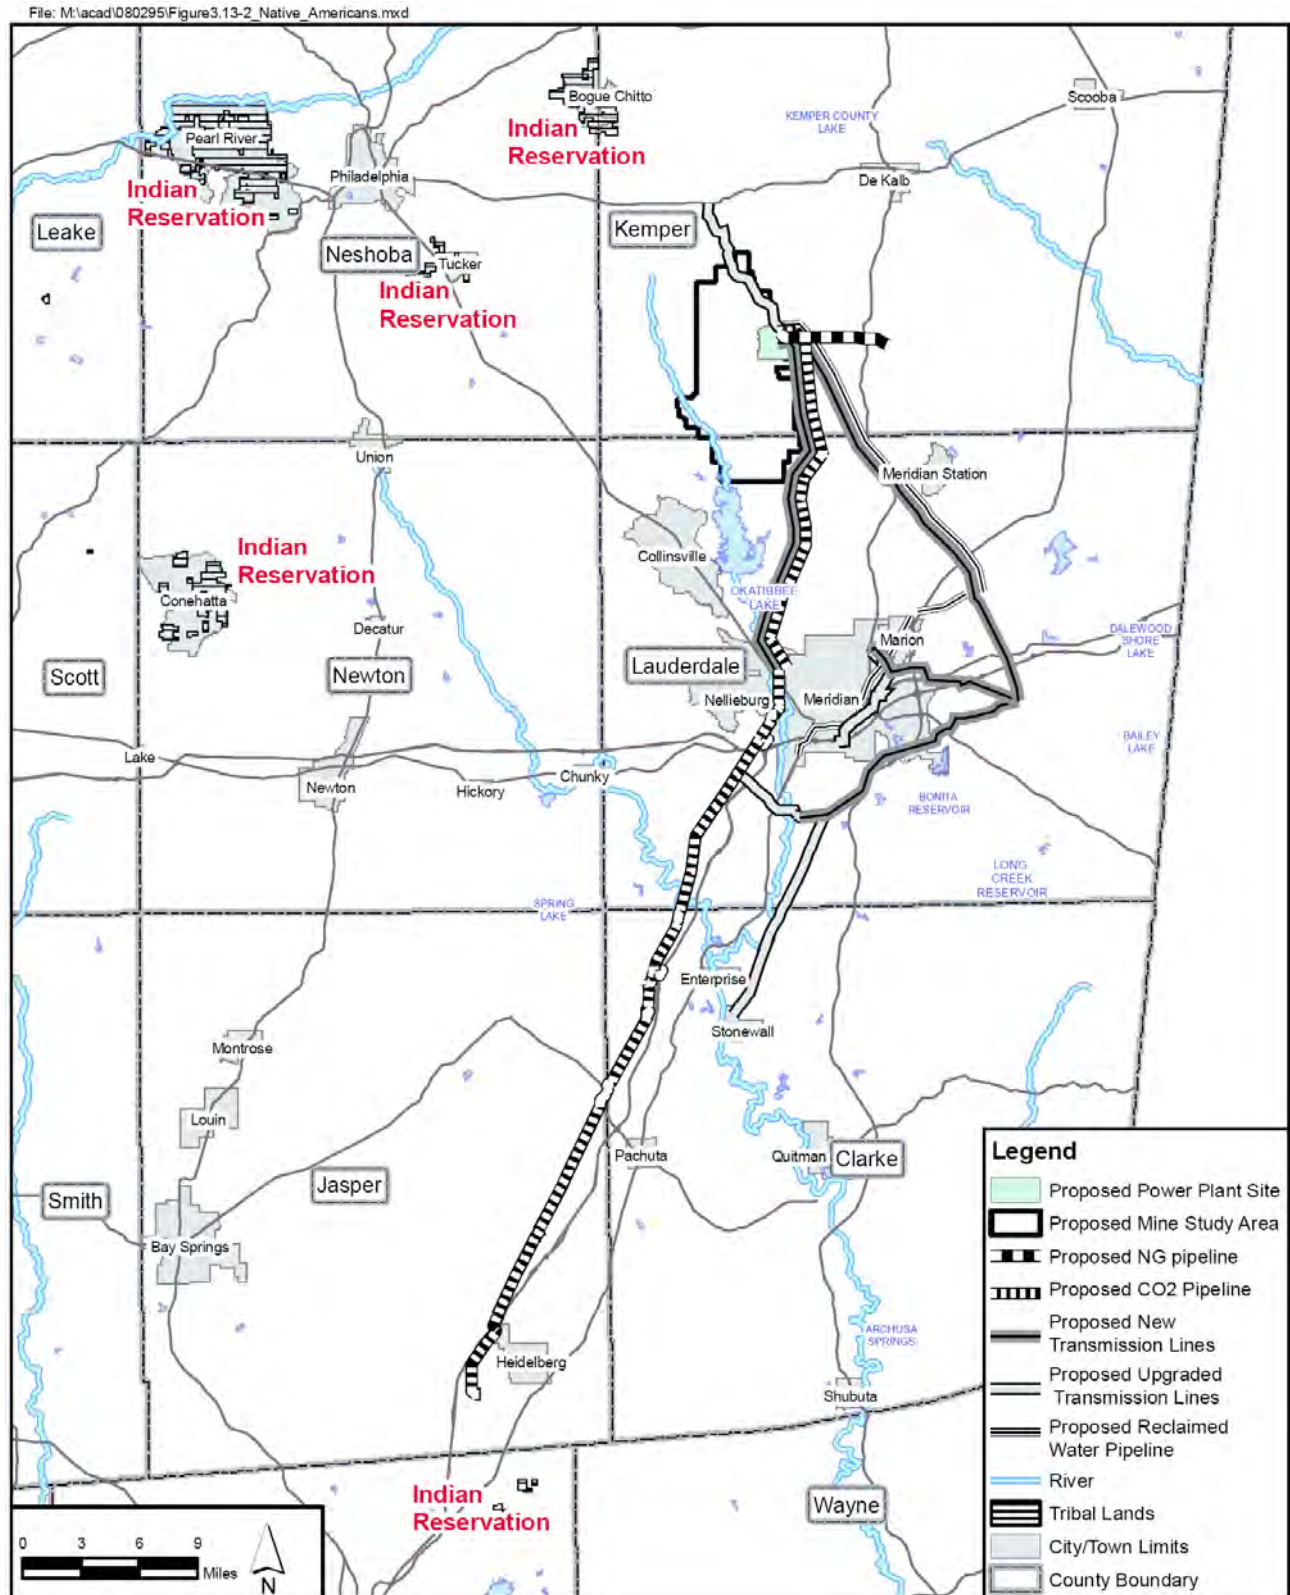 File: M:\acad\080295\Figure3.13-2_Native_Americans.mxd
Bogue Chitto
Scooba
Indian
Reservation
KEMPER COUNTY
LAKE
Pearl River
Philadelphia
De Kalb
Indian
Reservation
Leake
Neshoba
Kemper
Tucker
Indian
Reservation
Union
Meridian Station
Collinsville
Indian
Reservation
Conehatta
OKATIBBEE
LAKE
Decatur
Marion
DALEWOOD
SHORE
LAKE
Scott
Newton
Lauderdale
Nellieburg
Meridian
BAILEY
LAKE
Lake
Newton
Hickory
Chunky
BONITA
RESERVOIR
LONG
CREEK
RESERVOIR
SPRING
LAKE
Enterprise
Stonewall
Montrose
Louin
Pachuta
Quitman
Clarke
Smith
Jasper
Bay Springs
ARCHUSA
SPRINGS
Heidelberg
Shubuta
Indian
Reservation
Wayne
Legend
Proposed Power Plant Site
Proposed Mine Study Area
Proposed NG pipeline
Proposed CO2 Pipeline
Proposed New
Transmission Lines
Proposed Upgraded
Transmission Lines
Proposed Reclaimed
Water Pipeline
River
Tribal Lands
City/Town Limits
County Boundary
0 3 6 9
Miles
N